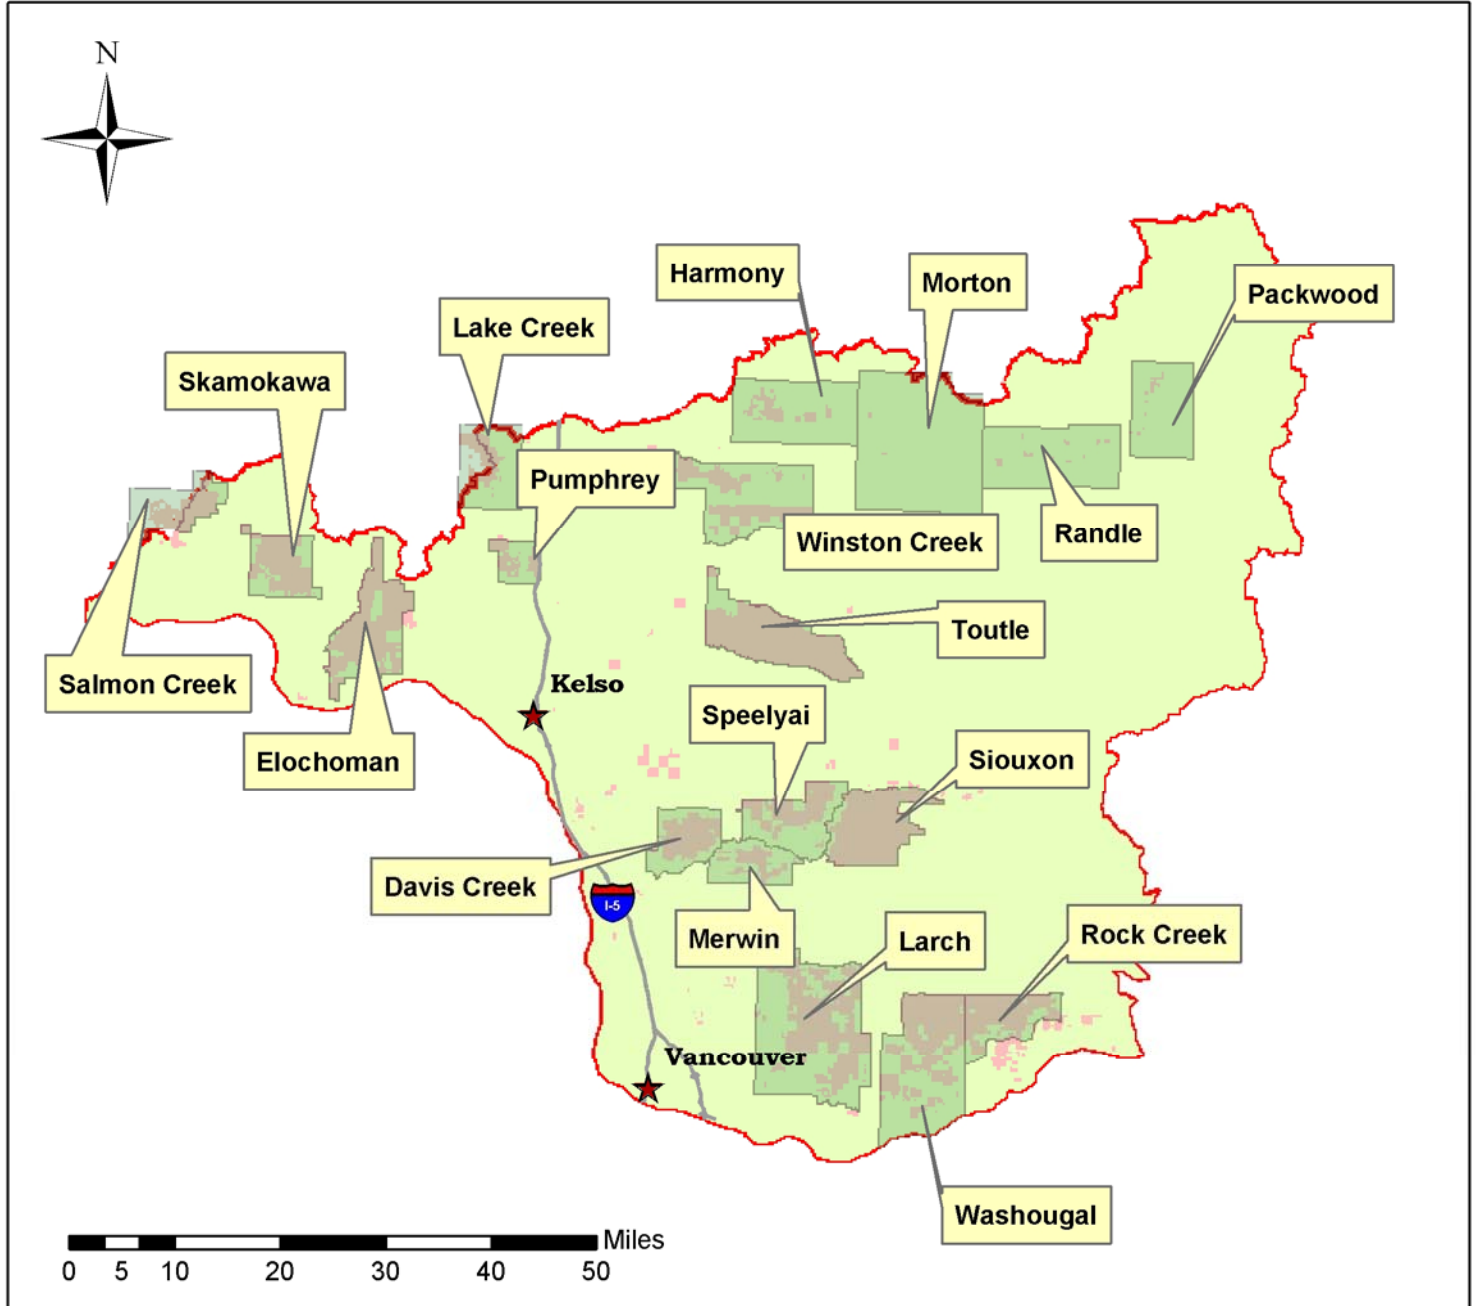 N
Harmony
Morton
Packwood
Lake Creek
Skamokawa
Pumphrey
Winston Creek
Randle
Toutle
Salmon Creek
Kelso
Speelyai
Elochoman
Siouxon
Davis Creek
I-5
Merwin
Larch
Rock Creek
Vancouver
Washougal
Miles
0 5 10 20 30 40 50